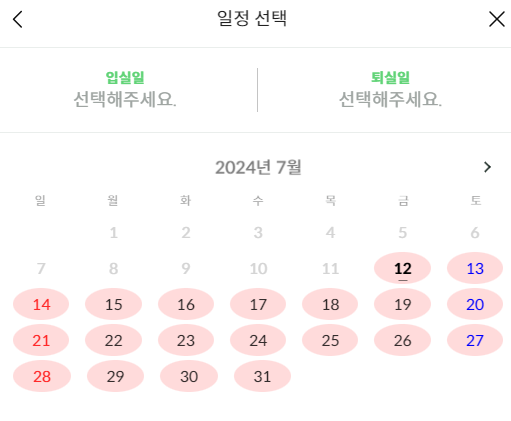 일정 선택
입실일 퇴실일
선택해주세요. 선택해주세요.
2024년 7월
일 월 화 수 목 금 토
1 2 3 4 5 6
7 8 9 10 11 12 13
14 15 16 17 18 19 20
21 22 23 24 25 26 27
28 29 30 31